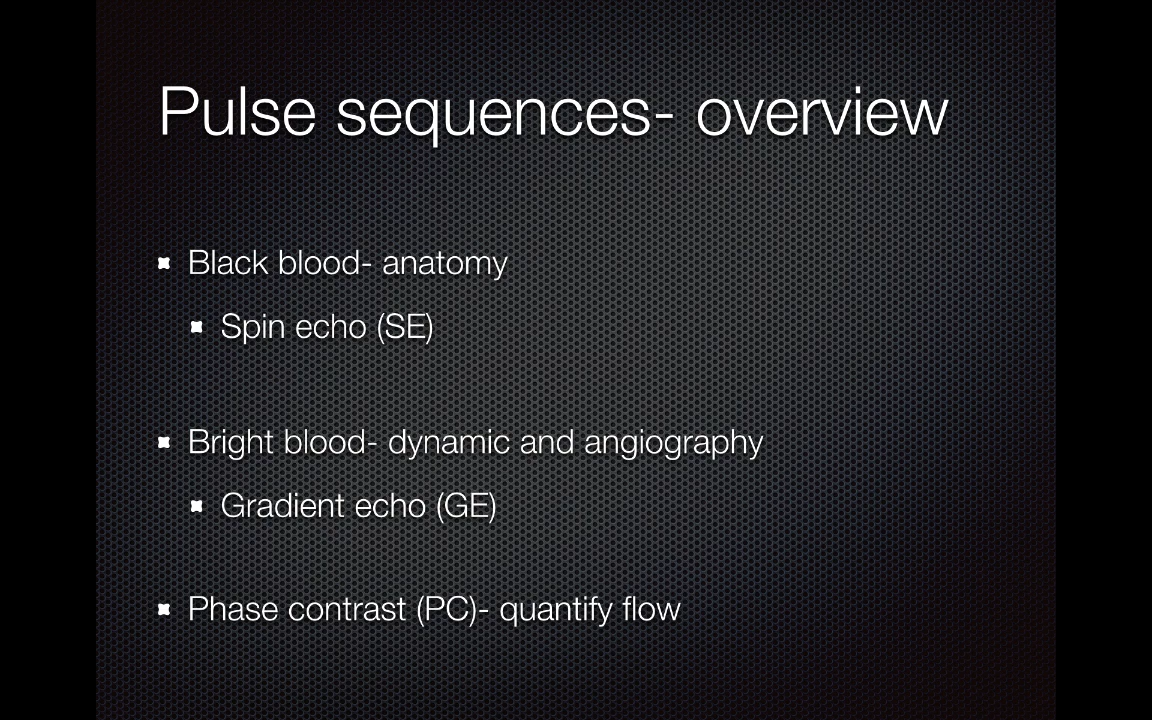 Pulse sequences- overview
Black blood- anatomy
Spin echo (SE)
Bright blood- dynamic and angiography
Gradient echo (GE)
Phase contrast (PC)- quantify flow